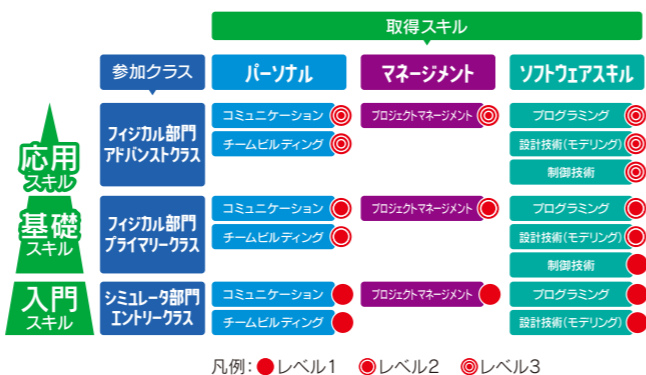 取得スキル
参加クラス
パーソナル
マネージメント
ソフトウェアスキル
応用
スキル
フィジカル部門
アドバンストクラス
コミュニケーション
チームビルディング
プロジェクトマネージメント
プログラミング
設計技術(モデリング)
制御技術
基礎
スキル
フィジカル部門
プライマリークラス
コミュニケーション
チームビルディング
プロジェクトマネージメント
プログラミング
設計技術(モデリング)
制御技術
入門
スキル
シミュレータ部門
エントリークラス
コミュニケーション
チームビルディング
プロジェクトマネージメント
プログラミング
設計技術(モデリング)
凡例:レベル1 レベル2 レベル3